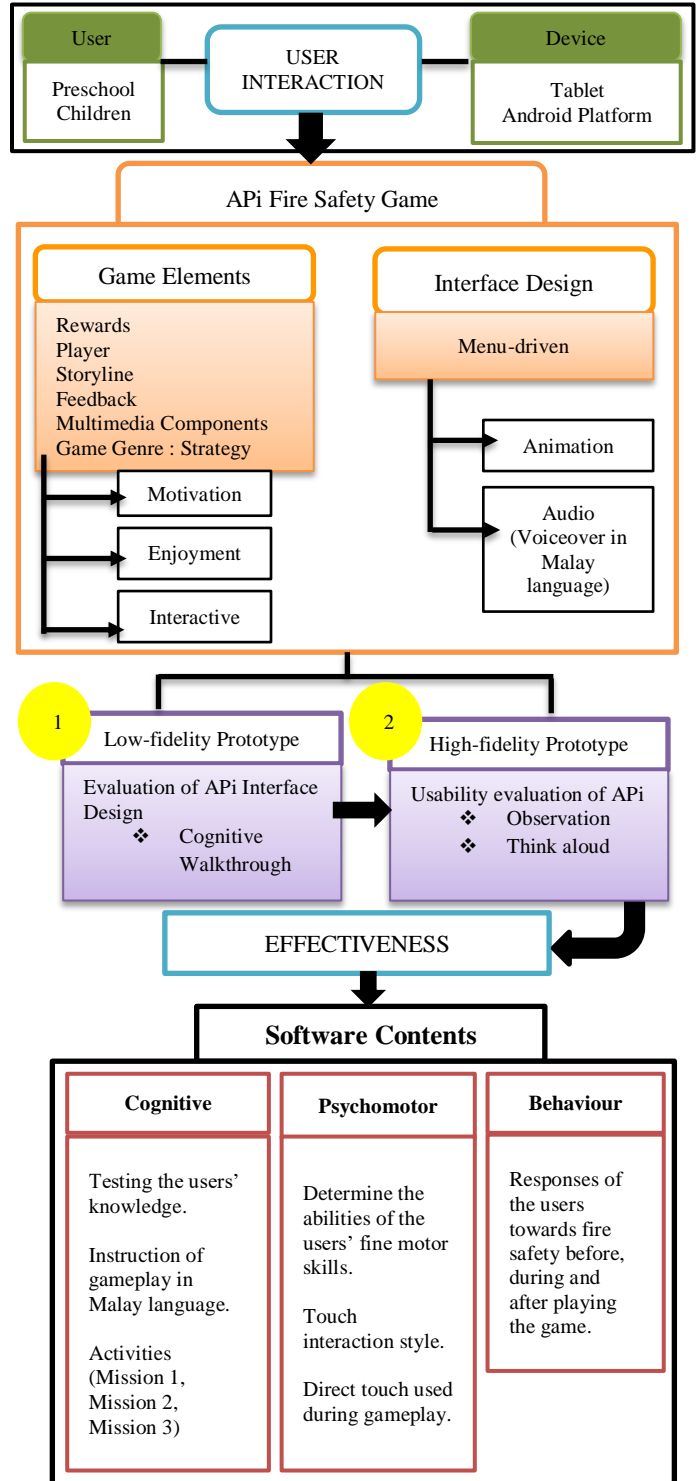 User
Preschool
Children
USER
INTERACTION
Device
Tablet
Android Platform
APi Fire Safety Game
Game Elements
Rewards
Player
Storyline
Feedback
Multimedia Components
Game Genre : Strategy
Motivation
Enjoyment
Interactive
Interface Design
Menu-driven
Animation
Audio
(Voiceover in
Malay
language)
1
Low-fidelity Prototype
Evaluation of APi Interface
Design
❖ Cognitive
Walkthrough
2
High-fidelity Prototype
Usability evaluation of APi
❖ Observation
❖ Think aloud
EFFECTIVENESS
Software Contents
Cognitive
Testing the users’
knowledge.
Instruction of
gameplay in
Malay language.
Activities
(Mission 1,
Mission 2,
Mission 3)
Psychomotor
Determine the
abilities of the
users’ fine motor
skills.
Touch
interaction style.
Direct touch used
during gameplay.
Behaviour
Responses of
the users
towards fire
safety before,
during and
after playing
the game.